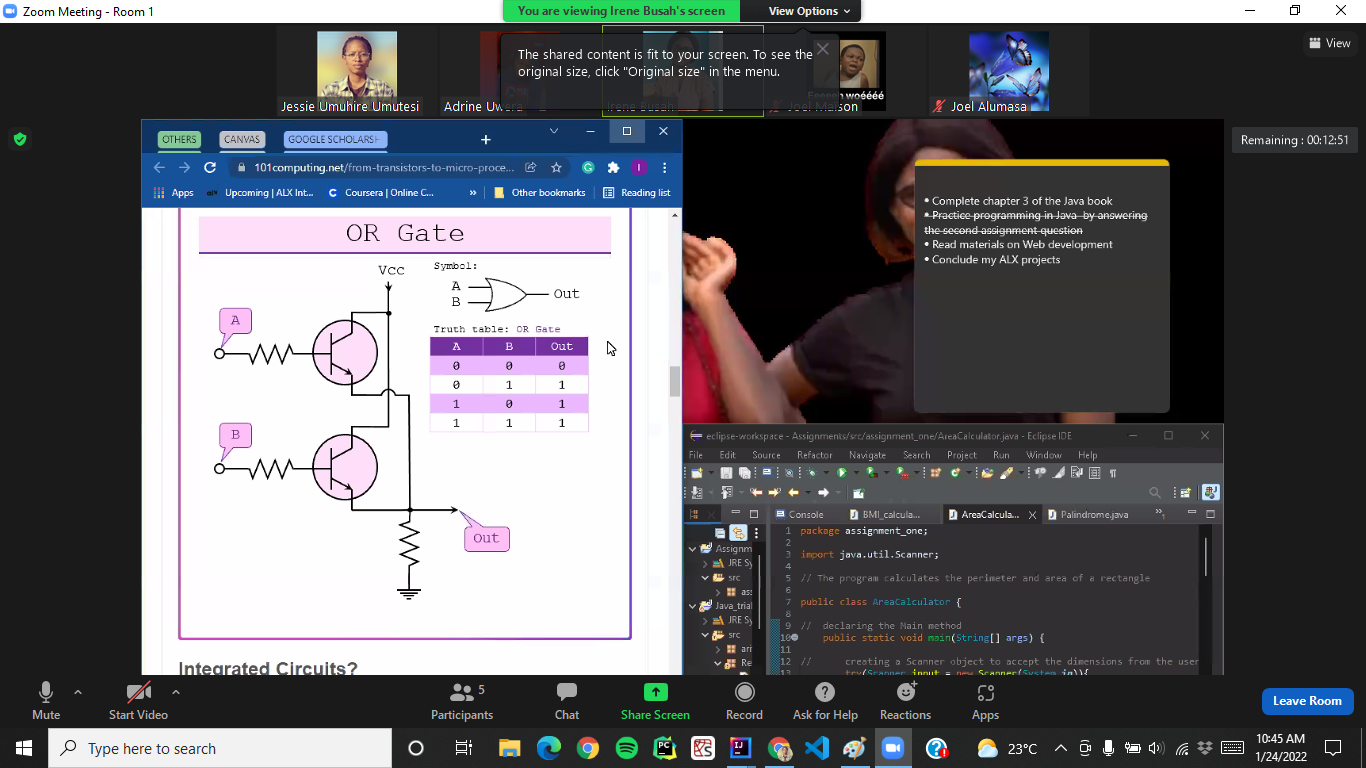 Zoom Meeting - Room 1
You are viewing Irene Busah's screen
View Options
The shared content is fit to your screen. To see the
original size, click "Original size" in the menu.
View
Jessie Umuhire Umutesi
Adrine Uwera
Irene Busah
Joel Maison
Joel Alumasa
Remaining : 00:12:51
OTHERS
CANVAS
GOOGLE SCHOLARSH
101computing.net/from-transistors-to-micro-proce...
Apps
Upcoming | ALX Int...
Coursera | Online C...
»
Other bookmarks
Reading list
OR Gate
Vcc
Symbol:
A
B
Out
A
Truth table: OR Gate
A B Out
0 0 0
0 1 1
1 0 1
1 1 1
B
Out
Integrated Circuits?
• Complete chapter 3 of the Java book
• Practice programming in Java by answering
the second assignment question
• Read materials on Web development
• Conclude my ALX projects
eclipse-workspace - Assignments/src/assignment_one/AreaCalculator.java - Eclipse IDE
File Edit Source Refactor Navigate Search Project Run Window Help
Console
BMI_calcula...
AreaCalcula...
Palindrome.java
Assignm
JRE Sy
src
ass
Java_trial
JRE Sy
src
ari
Re
1 package assignment_one;
2
3 import java.util.Scanner;
4
5 // The program calculates the perimeter and area of a rectangle
6
7 public class AreaCalculator {
8
9 // declaring the Main method
10 public static void main(String[] args) {
11
12 // creating a Scanner object to accept the dimensions from the user
13 try(Scanner input = new Scanner(System.in)){
Mute
Start Video
Participants
5
Chat
Share Screen
Record
Ask for Help
Reactions
Apps
Leave Room
Type here to search
23°C
10:45 AM
1/24/2022